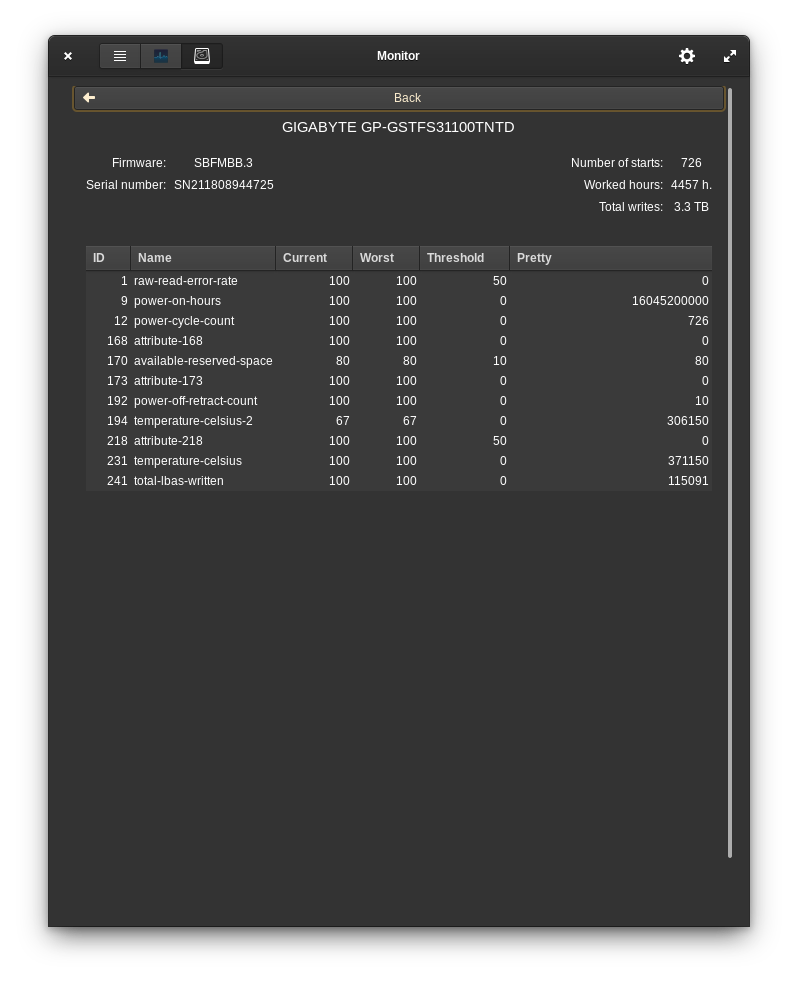 Monitor
Back
GIGABYTE GP-GSTFS31100TNTD
Firmware: SBFMBB.3 Number of starts: 726
Serial number: SN211808944725 Worked hours: 4457 h.
Total writes: 3.3 TB
ID Name Current Worst Threshold Pretty
1 raw-read-error-rate 100 100 50 0
9 power-on-hours 100 100 0 16045200000
12 power-cycle-count 100 100 0 726
168 attribute-168 100 100 0 0
170 available-reserved-space 80 80 10 80
173 attribute-173 100 100 0 0
192 power-off-retract-count 100 100 0 10
194 temperature-celsius-2 67 67 0 306150
218 attribute-218 100 100 50 0
231 temperature-celsius 100 100 0 371150
241 total-lbas-written 100 100 0 115091